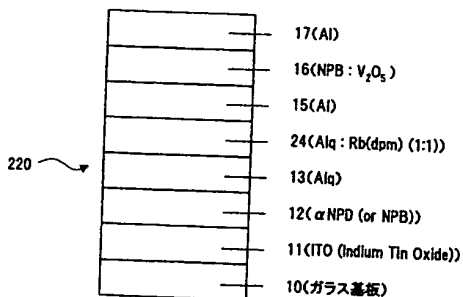 17(Al)
16(NPB : V₂O₅ )
15(Al)
24(Alq : Rb(dpm) (1:1))
220
13(Alq)
12( αNPD (or NPB))
11(ITO (Indium Tin Oxide))
10(ガラス基板)